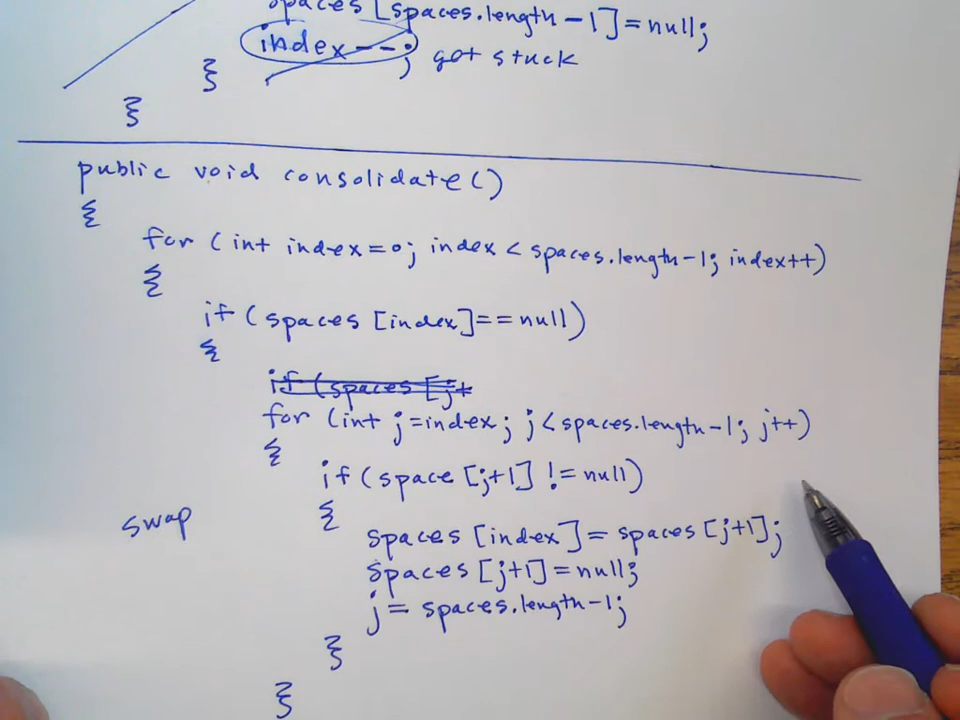 spaces [spaces.length-1]=null;
index--; got stuck
}
}
public void consolidate()
{
for (int index=0; index < spaces.length-1; index++)
{
if (spaces [index]==null)
{
if (spaces [j+
for (int j=index; j<spaces.length-1; j++)
{
if (space [j+1] != null)
swap {
spaces [index]=spaces [j+1];
spaces [j+1]=null;
j= spaces.length-1;
}
}